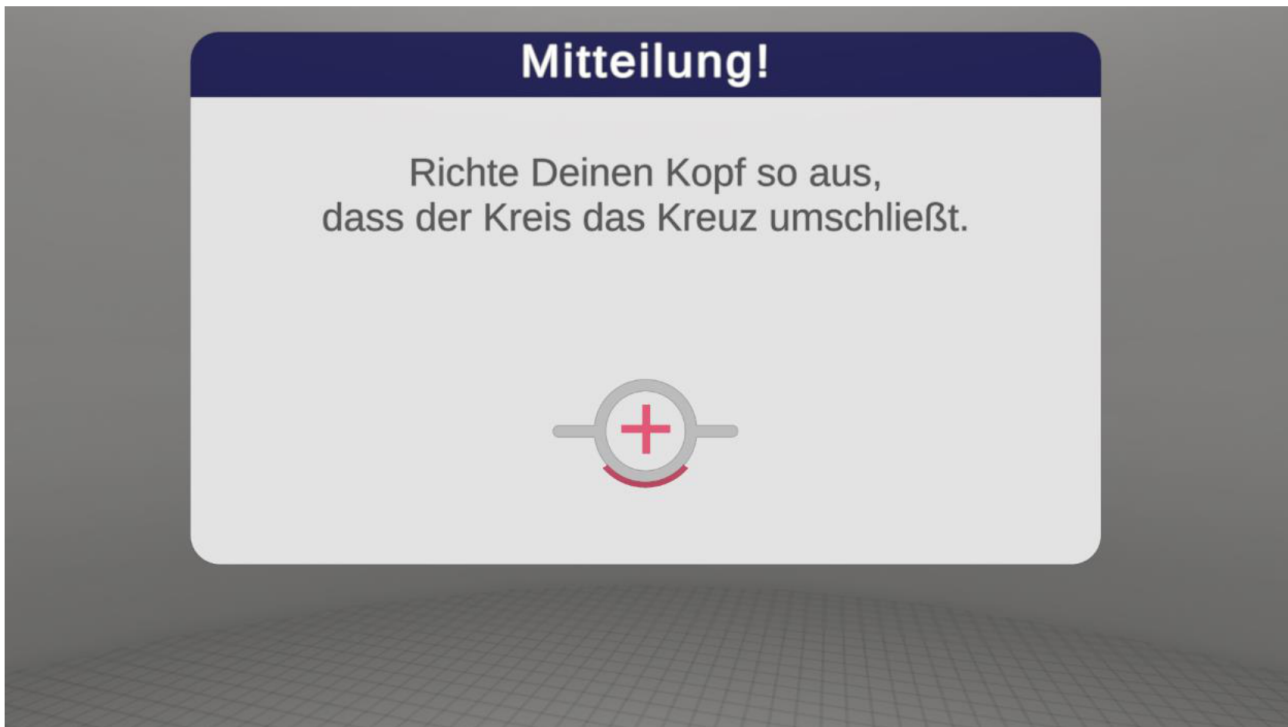 Mitteilung!
Richte Deinen Kopf so aus,
dass der Kreis das Kreuz umschließt.